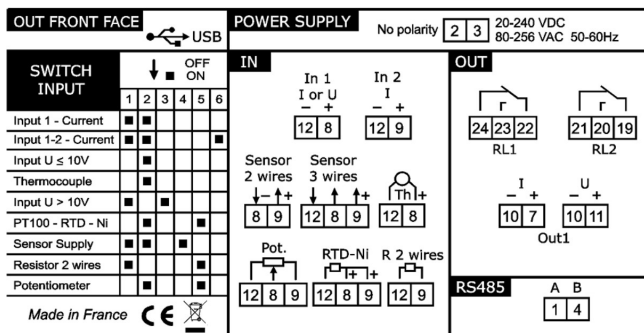 OUT FRONT FACE
USB
POWER SUPPLY
No polarity 2 3 20-240 VDC
80-256 VAC 50-60Hz
SWITCH INPUT
OFF
ON
1 2 3 4 5 6
Input 1 - Current
Input 1-2 - Current
Input U ≤ 10V
Thermocouple
Input U > 10V
PT100 - RTD - Ni
Sensor Supply
Resistor 2 wires
Potentiometer
Made in France CE
IN
In 1
I or U
− +
12 8
In 2
I
− +
12 9
Sensor
2 wires
− +
8 9
Sensor
3 wires
− +
12 8 9
Th +
12 8
Pot.
12 8 9
RTD-Ni
+ +
12 8 9
R 2 wires
12 9
OUT
24 23 22
RL1
21 20 19
RL2
I
− +
10 7
U
− +
10 11
Out1
RS485
A B
1 4